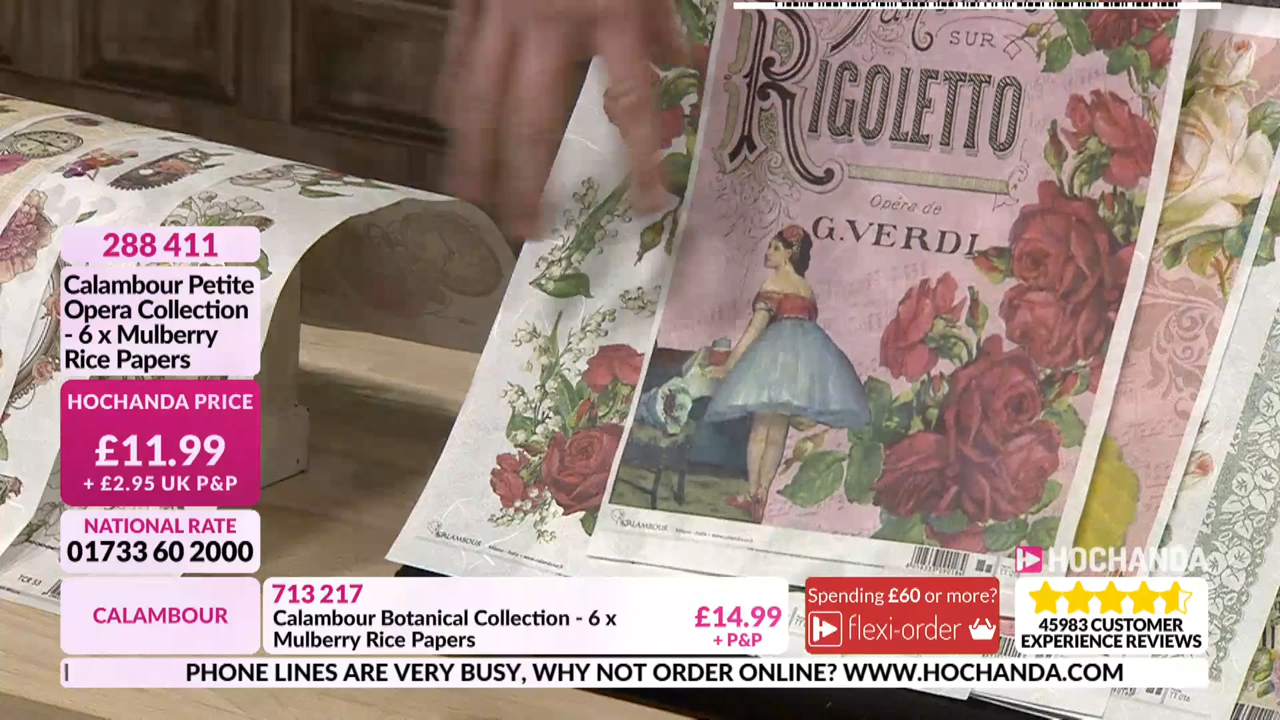 SUR
RIGOLETTO
Opéra de
G. VERDI
288 411
Calambour Petite
Opera Collection
- 6 x Mulberry
Rice Papers
HOCHANDA PRICE
£11.99
+ £2.95 UK P&P
NATIONAL RATE
01733 60 2000
CALAMBOUR
CALAMBOUR
HOCHANDA
CALAMBOUR
713 217
Calambour Botanical Collection - 6 x
Mulberry Rice Papers
£14.99
+ P&P
Spending £60 or more?
flexi-order
45983 CUSTOMER
EXPERIENCE REVIEWS
PHONE LINES ARE VERY BUSY, WHY NOT ORDER ONLINE? WWW.HOCHANDA.COM